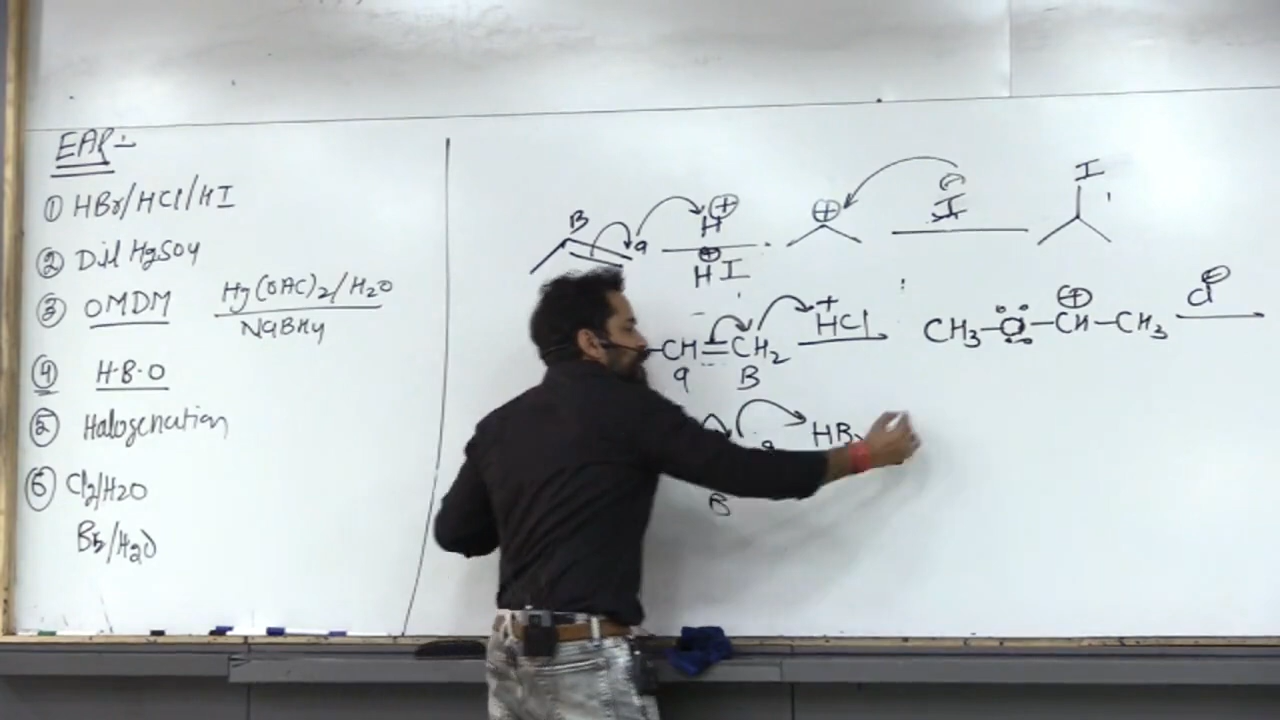 EAR :-
① HBr/HCl/HI
② Dil HgSO4
③ OMDM Hg(OAC)2/H2O
NaBH4
④ H·B·O
⑤ Halogenation
⑥ Cl2/H2O
Br2/H2O
B a H⊕ ⊕ I I
⊕
HI
-CH=CH2 +HCl CH3-O-CH-CH3 Cl⊖
⊕
a B
HBr
B